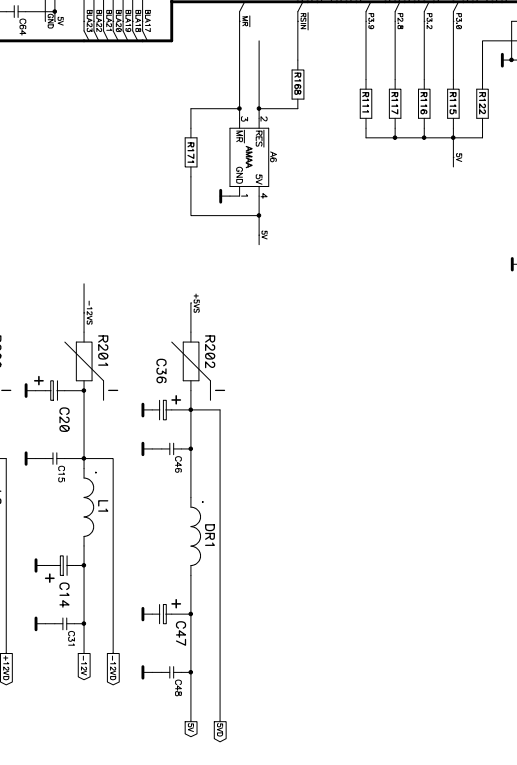 BLA17
BLA18
BLA19
BLA20
BLA21
BLA22
BLA23
5V
GND
C64
MR
RSIN
P3.9
P2.8
P3.2
P3.0
R168
R111
R117
R116
R115
R122
5V
R171
3
2
MR
RES
AMAA
A6
GND
5V
1
4
5V
-12VS
R201
C20
C15
L1
C14
C31
-12V
-12VD
+12VD
+5VS
R202
C36
C46
DR1
C47
C48
5V
5VD